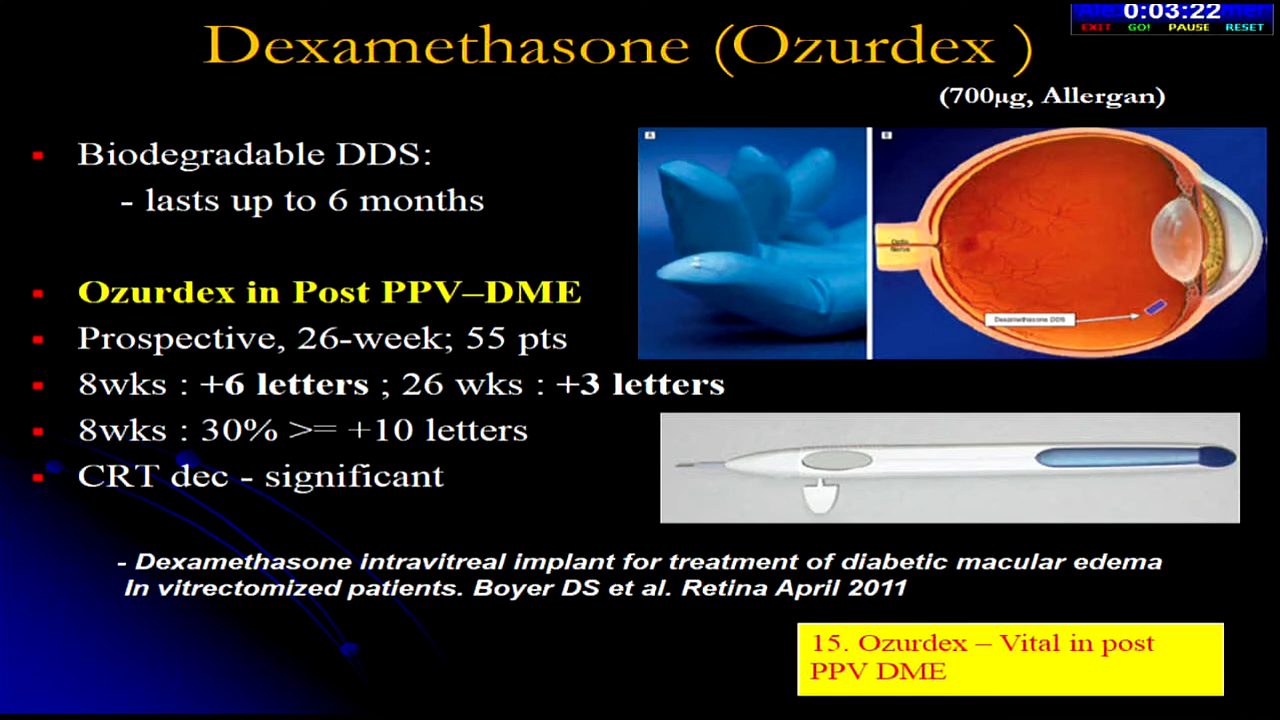 0:03:22
EXIT GO! PAUSE RESET
Dexamethasone (Ozurdex )
(700µg, Allergan)
Biodegradable DDS:
- lasts up to 6 months
Ozurdex in Post PPV–DME
Prospective, 26-week; 55 pts
8wks : +6 letters ; 26 wks : +3 letters
8wks : 30% >= +10 letters
CRT dec - significant
A
B
Optic
Nerve
Dexamethasone DDS
- Dexamethasone intravitreal implant for treatment of diabetic macular edema
In vitrectomized patients. Boyer DS et al. Retina April 2011
15. Ozurdex – Vital in post
PPV DME